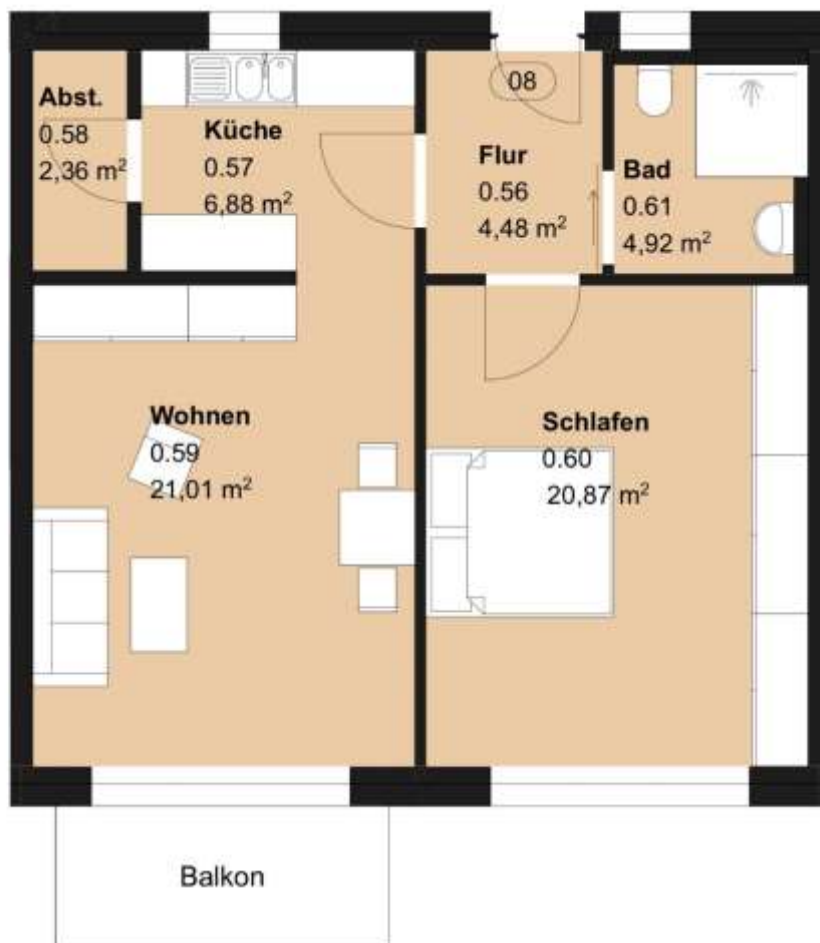 08
Abst.
0.58
2,36 m²
Küche
0.57
6,88 m²
Flur
0.56
4,48 m²
Bad
0.61
4,92 m²
Wohnen
0.59
21,01 m²
Schlafen
0.60
20,87 m²
Balkon